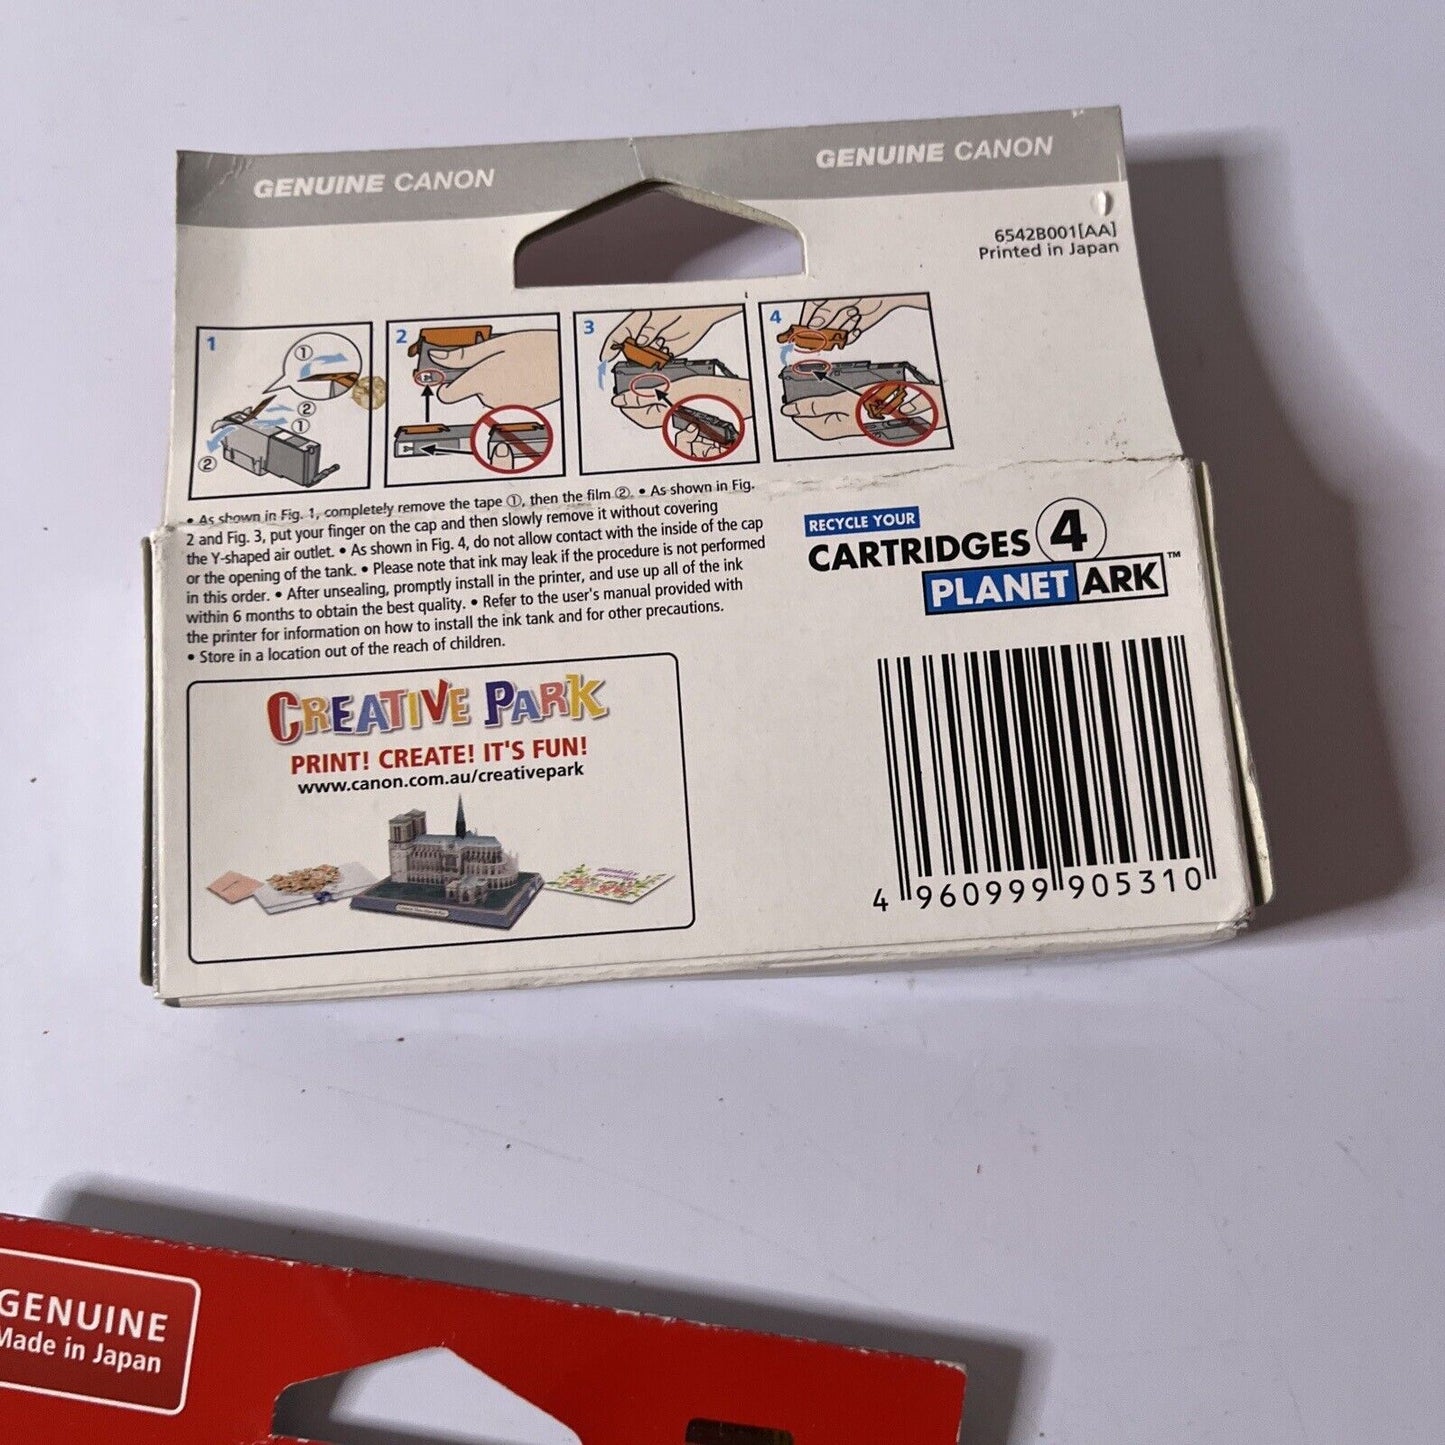 GENUINE CANON
GENUINE CANON
6542B001[AA]
Printed in Japan
1
①
②
①
②
2
3
4
• As shown in Fig. 1, completely remove the tape ①, then the film ②. • As shown in Fig.
2 and Fig. 3, put your finger on the cap and then slowly remove it without covering
the Y-shaped air outlet. • As shown in Fig. 4, do not allow contact with the inside of the cap
or the opening of the tank. • Please note that ink may leak if the procedure is not performed
in this order. • After unsealing, promptly install in the printer, and use up all of the ink
within 6 months to obtain the best quality. • Refer to the user's manual provided with
the printer for information on how to install the ink tank and for other precautions.
• Store in a location out of the reach of children.
RECYCLE YOUR
CARTRIDGES 4
PLANET ARK™
CREATIVE PARK
PRINT! CREATE! IT'S FUN!
www.canon.com.au/creativepark
4 960999 905310
GENUINE
Made in Japan